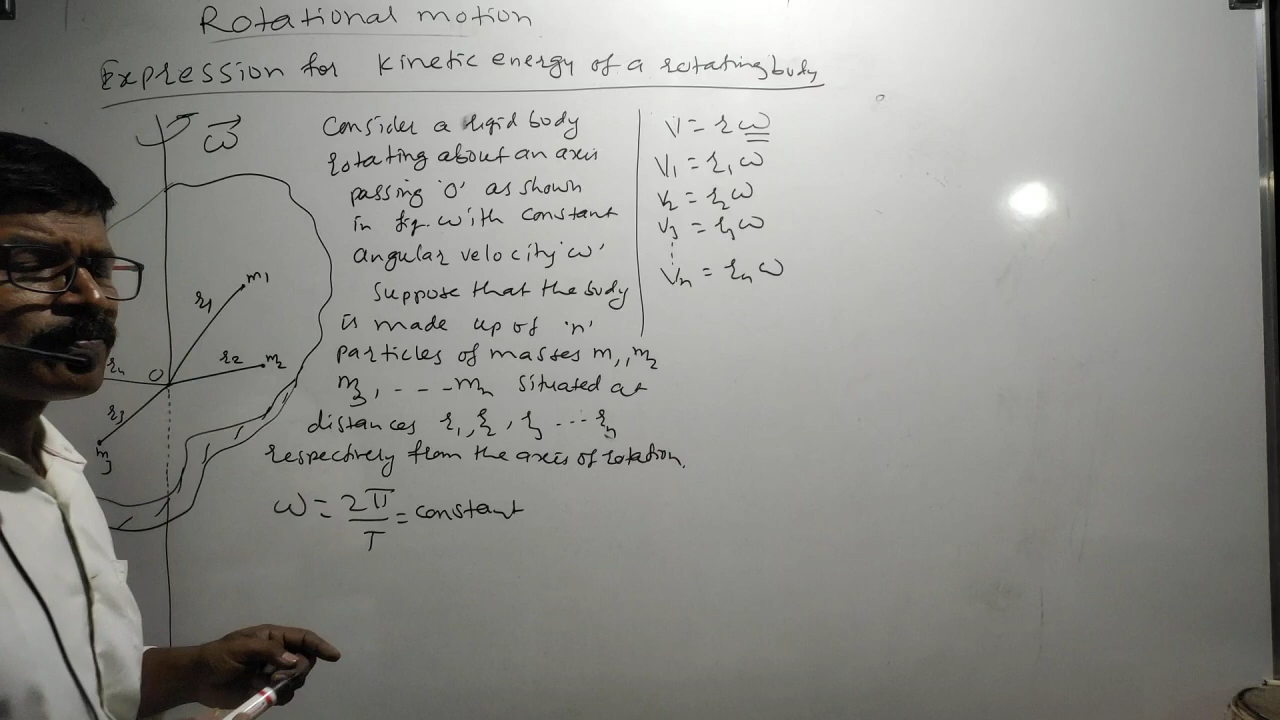 Rotational motion
Expression for kinetic energy of a rotating body
ω⃗
m1
r1
r2
m2
r4
O
r3
m3
Consider a rigid body
rotating about an axis
passing 'O' as shown
in fig. with constant
angular velocity 'ω'
Suppose that the body
is made up of 'n'
particles of masses m1, m2
m3, - - - mn situated at
distances r1, r2, r3 ... rn
respectively from the axis of rotation.
ω = 2π/T = constant
V = rω
V1 = r1ω
V2 = r2ω
V3 = r3ω
⋮
Vn = rnω